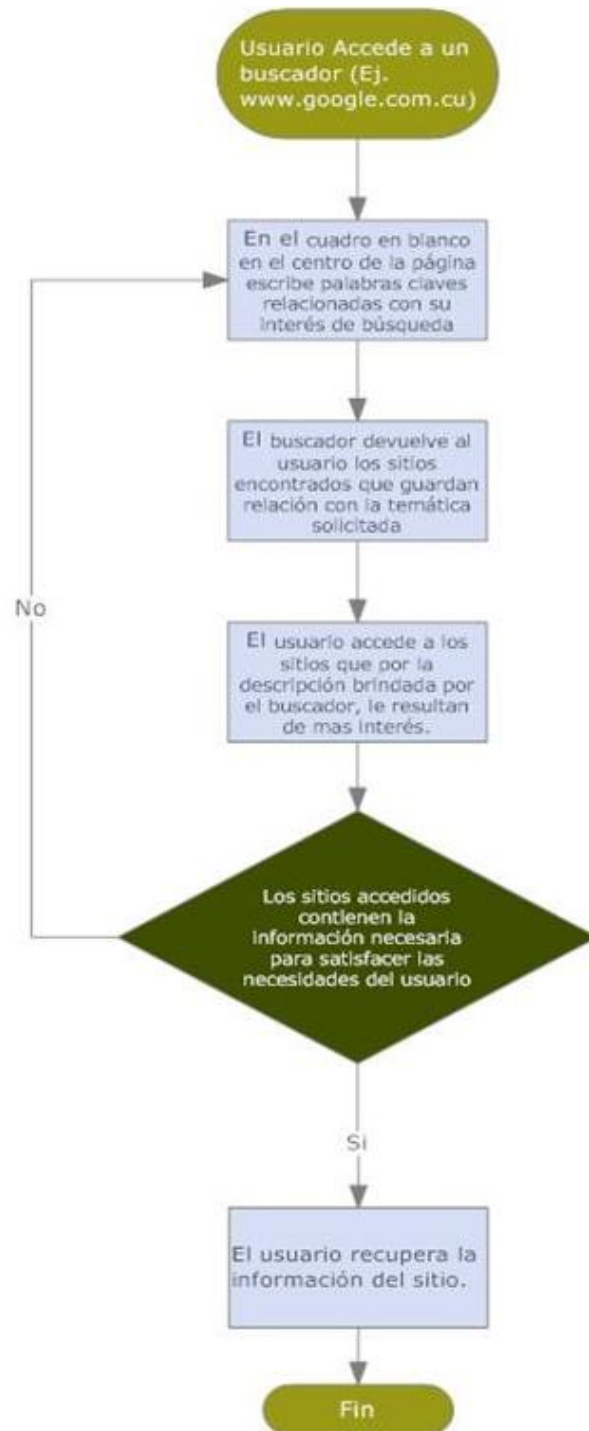 Usuario Accede a un
buscador (Ej.
www.google.com.cu)
En el cuadro en blanco
en el centro de la página
escribe palabras claves
relacionadas con su
interés de búsqueda
El buscador devuelve al
usuario los sitios
encontrados que guardan
relación con la temática
solicitada
No
El usuario accede a los
sitios que por la
descripción brindada por
el buscador, le resultan
de mas interés.
Los sitios accedidos
contienen la
información necesaria
para satisfacer las
necesidades del usuario
Si
El usuario recupera la
información del sitio.
Fin